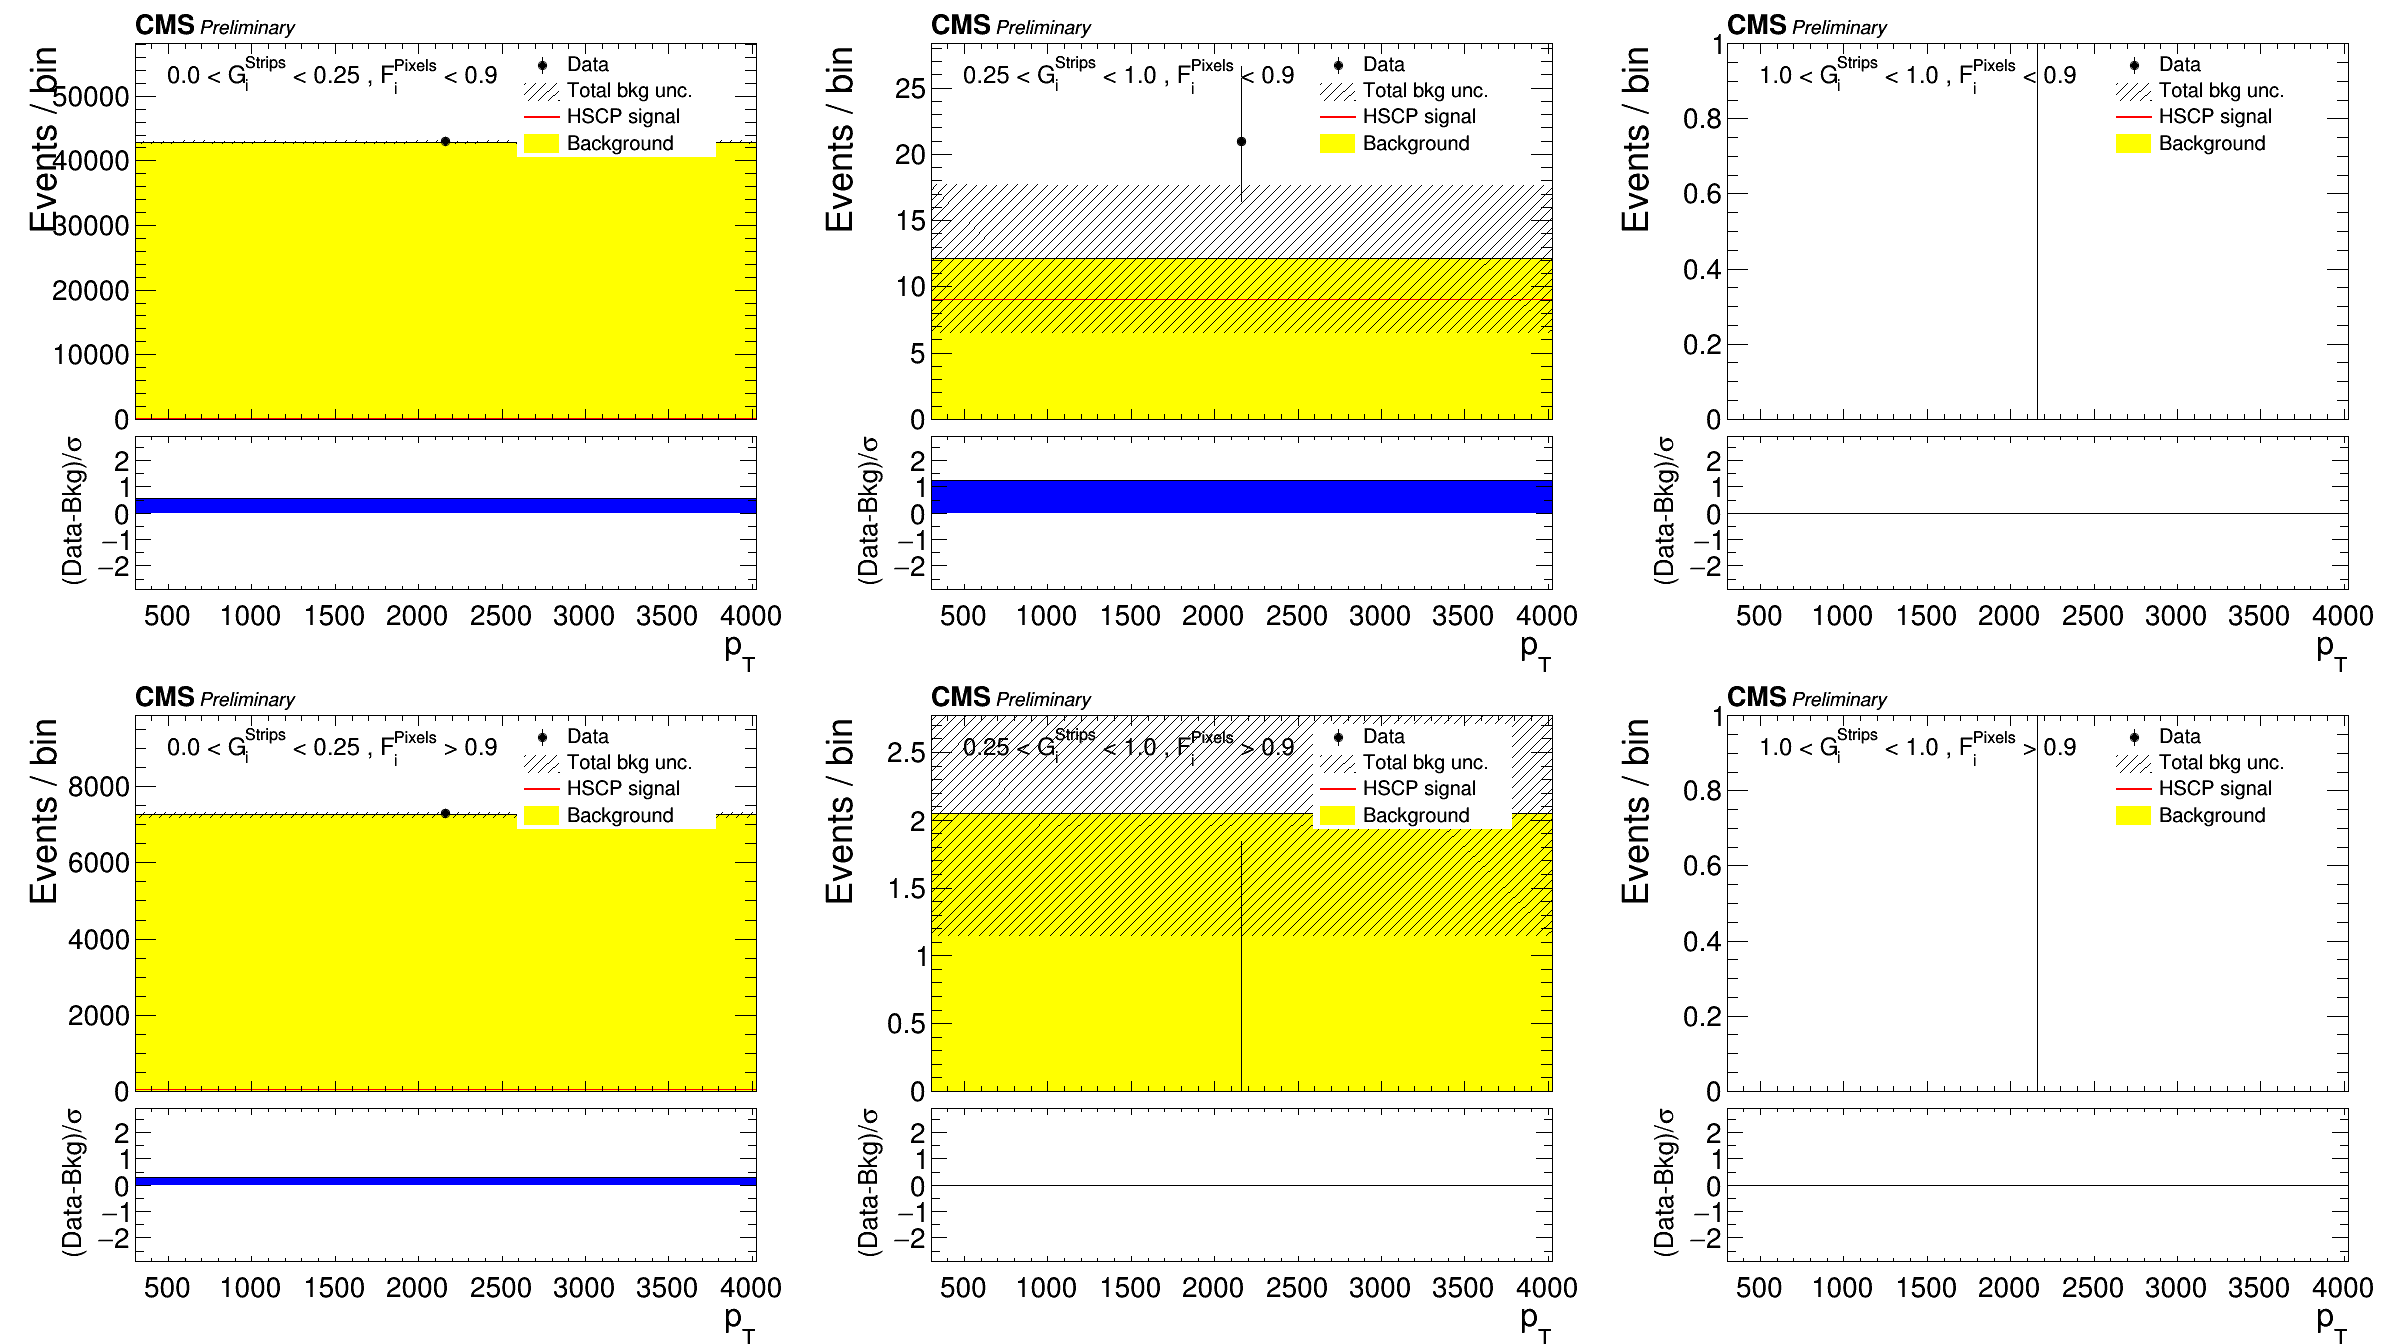 CMS Preliminary
Events / bin
0.0 < G_i^Strips < 0.25 , F_i^Pixels < 0.9
Data
Total bkg unc.
HSCP signal
Background
50000
40000
30000
20000
10000
0
(Data-Bkg)/σ
2
1
0
−1
−2
500 1000 1500 2000 2500 3000 3500 4000
p_T
CMS Preliminary
Events / bin
0.25 < G_i^Strips < 1.0 , F_i^Pixels < 0.9
Data
Total bkg unc.
HSCP signal
Background
25
20
15
10
5
0
(Data-Bkg)/σ
2
1
0
−1
−2
500 1000 1500 2000 2500 3000 3500 4000
p_T
CMS Preliminary
Events / bin
1.0 < G_i^Strips < 1.0 , F_i^Pixels < 0.9
Data
Total bkg unc.
HSCP signal
Background
1
0.8
0.6
0.4
0.2
0
(Data-Bkg)/σ
2
1
0
−1
−2
500 1000 1500 2000 2500 3000 3500 4000
p_T
CMS Preliminary
Events / bin
0.0 < G_i^Strips < 0.25 , F_i^Pixels > 0.9
Data
Total bkg unc.
HSCP signal
Background
8000
6000
4000
2000
0
(Data-Bkg)/σ
2
1
0
−1
−2
500 1000 1500 2000 2500 3000 3500 4000
p_T
CMS Preliminary
Events / bin
0.25 < G_i^Strips < 1.0 , F_i^Pixels > 0.9
Data
Total bkg unc.
HSCP signal
Background
2.5
2
1.5
1
0.5
0
(Data-Bkg)/σ
2
1
0
−1
−2
500 1000 1500 2000 2500 3000 3500 4000
p_T
CMS Preliminary
Events / bin
1.0 < G_i^Strips < 1.0 , F_i^Pixels > 0.9
Data
Total bkg unc.
HSCP signal
Background
1
0.8
0.6
0.4
0.2
0
(Data-Bkg)/σ
2
1
0
−1
−2
500 1000 1500 2000 2500 3000 3500 4000
p_T